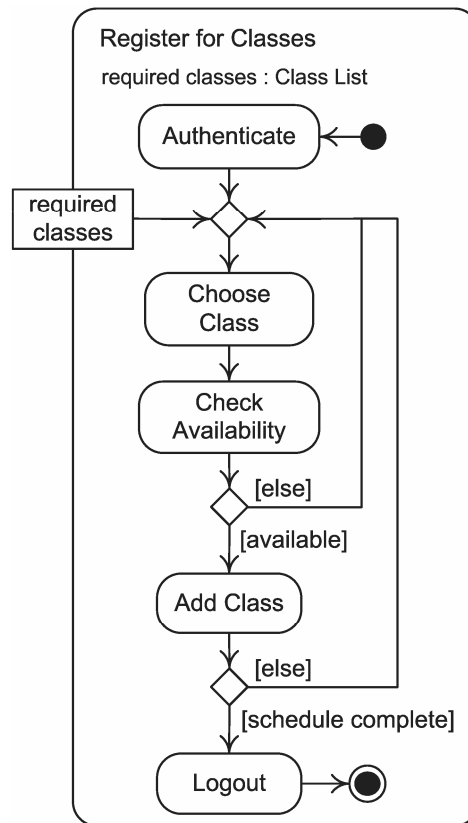 Register for Classes
required classes : Class List
Authenticate
required
classes
Choose
Class
Check
Availability
[else]
[available]
Add Class
[else]
[schedule complete]
Logout